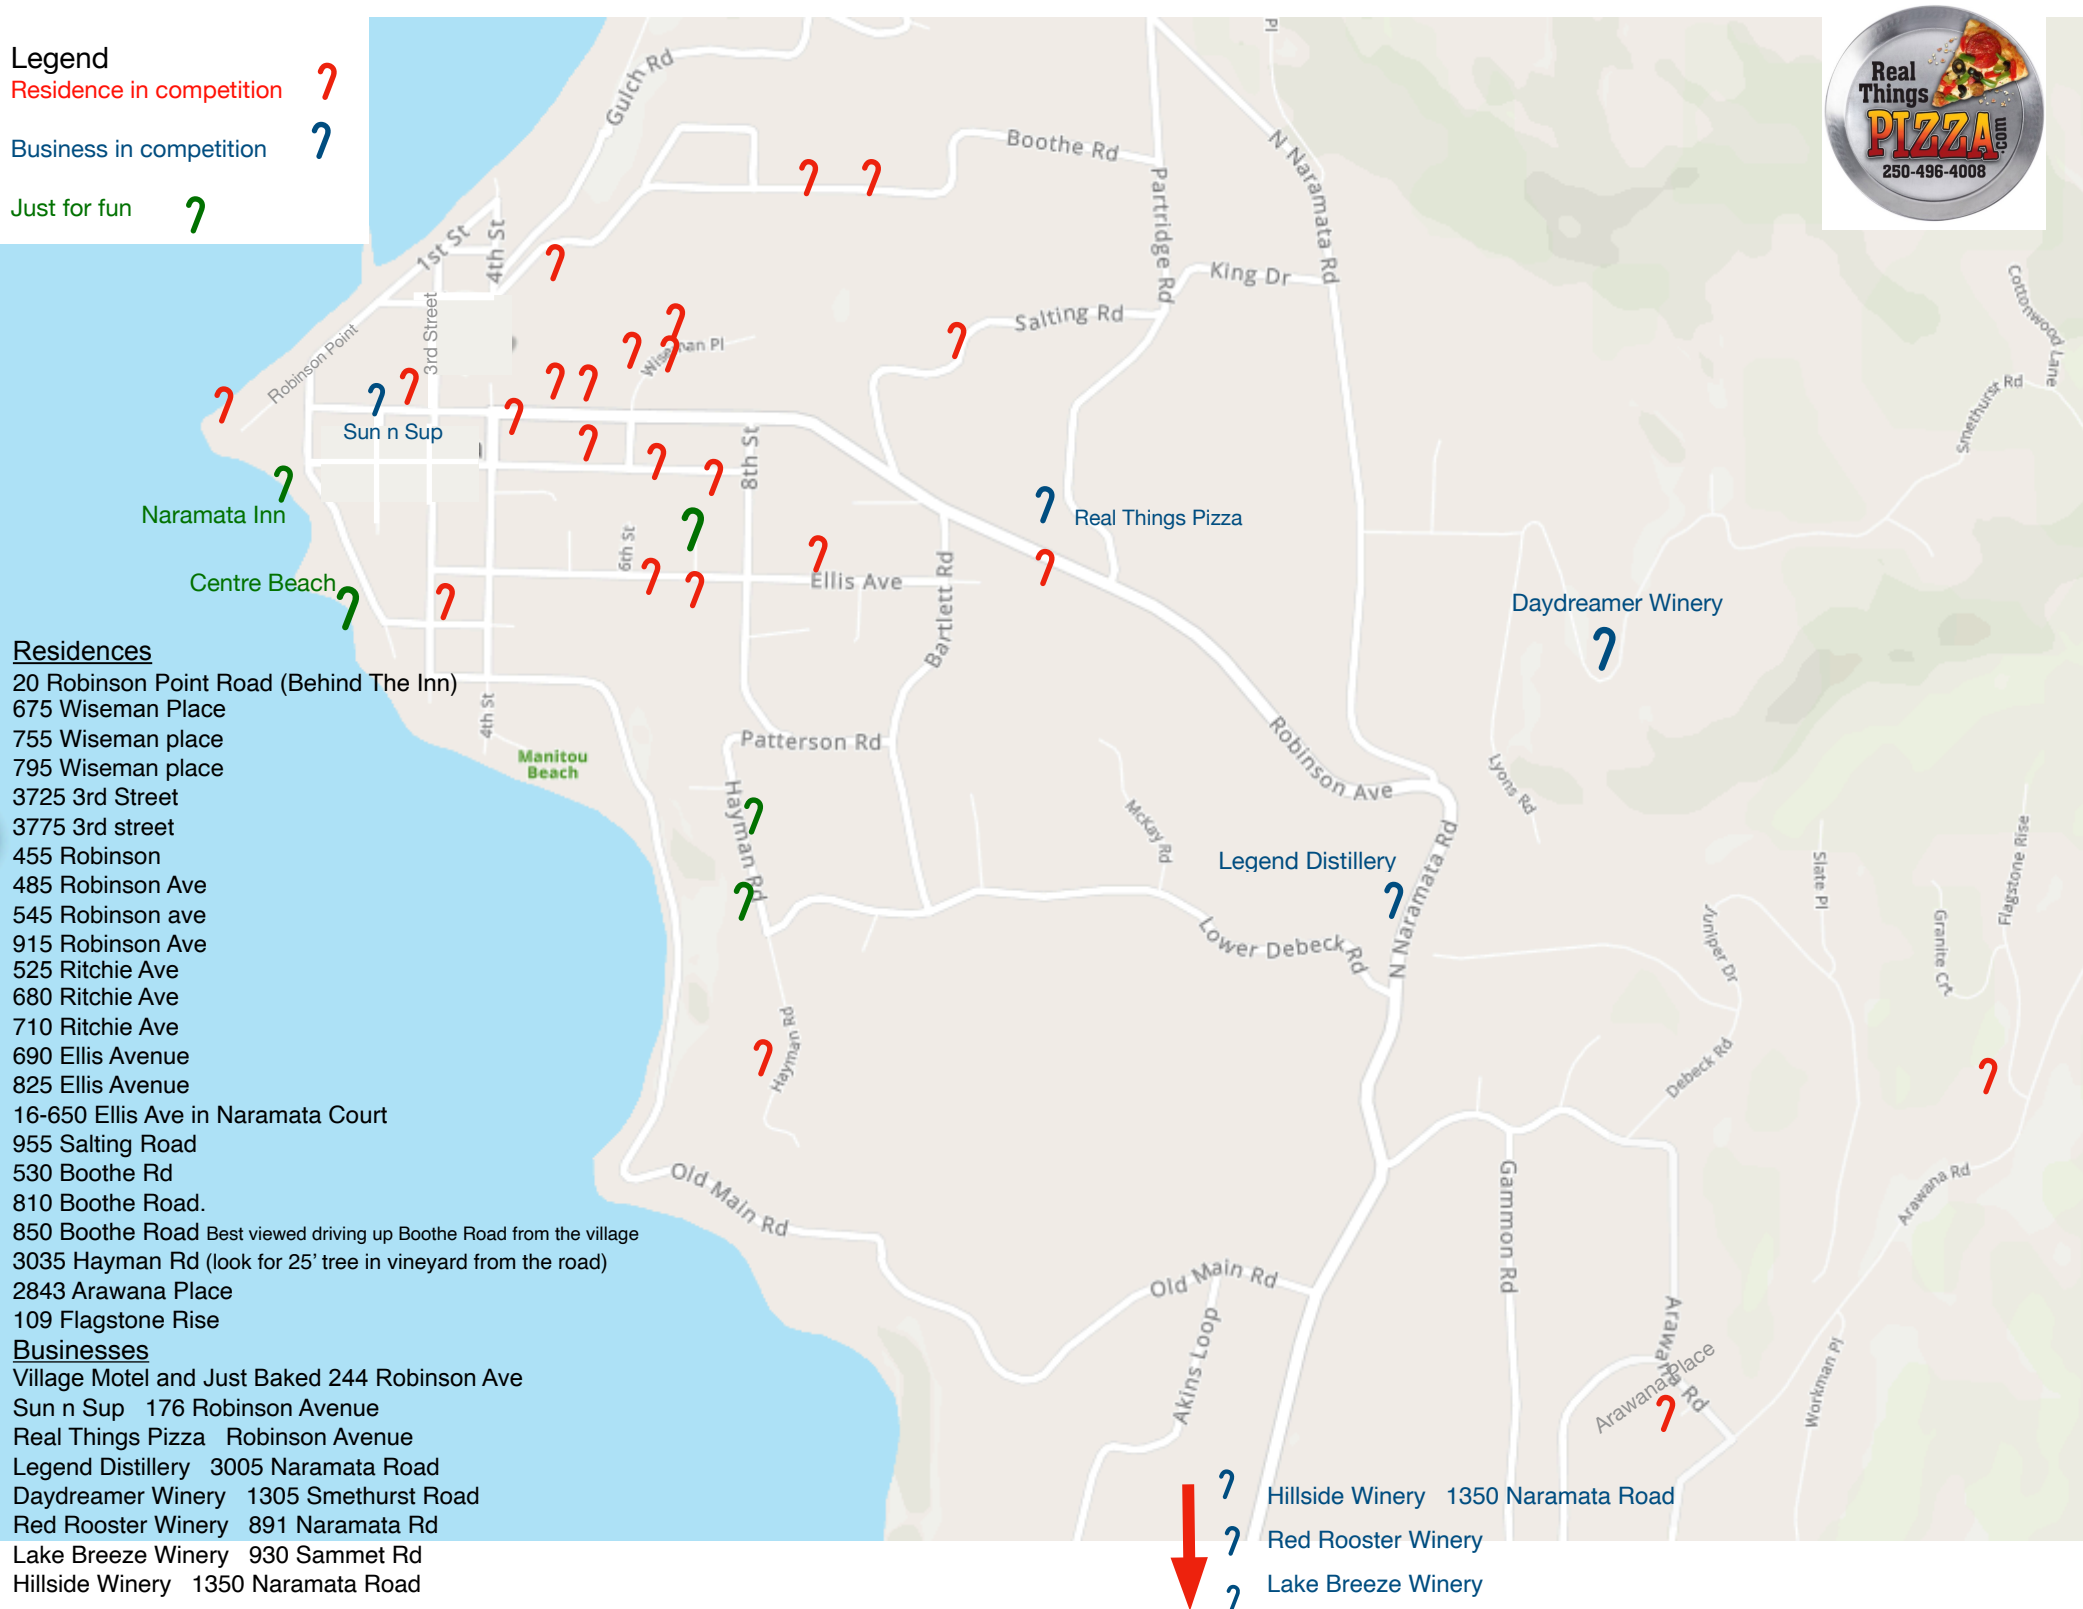 Legend
Residence in competition
Business in competition
Just for fun
Real
Things
PIZZA
.com
250-496-4008
Gulch Rd
Boothe Rd
Pl
N Naramata Rd
Partridge Rd
1st St
4th St
King Dr
Salting Rd
Cottonwood Lane
Smethurst Rd
3rd Street
Robinson Point
Wiseman Pl
Sun n Sup
8th St
Naramata Inn
6th St
Real Things Pizza
Centre Beach
Ellis Ave
Bartlett Rd
Daydreamer Winery
4th St
Manitou
Beach
Patterson Rd
Robinson Ave
Lyons Rd
Hayman Rd
McKay Rd
Legend Distillery
N Naramata Rd
Slate Pl
Flagstone Rise
Juniper Dr
Granite Crt
Lower Debeck Rd
Hayman Rd
Debeck Rd
Old Main Rd
Gammon Rd
Arawana Rd
Old Main Rd
Akins Loop
Arawana Rd
Arawana Place
Workman Pl
Residences
20 Robinson Point Road (Behind The Inn)
675 Wiseman Place
755 Wiseman place
795 Wiseman place
3725 3rd Street
3775 3rd street
455 Robinson
485 Robinson Ave
545 Robinson ave
915 Robinson Ave
525 Ritchie Ave
680 Ritchie Ave
710 Ritchie Ave
690 Ellis Avenue
825 Ellis Avenue
16-650 Ellis Ave in Naramata Court
955 Salting Road
530 Boothe Rd
810 Boothe Road.
850 Boothe Road Best viewed driving up Boothe Road from the village
3035 Hayman Rd (look for 25’ tree in vineyard from the road)
2843 Arawana Place
109 Flagstone Rise
Businesses
Village Motel and Just Baked 244 Robinson Ave
Sun n Sup 176 Robinson Avenue
Real Things Pizza Robinson Avenue
Legend Distillery 3005 Naramata Road
Daydreamer Winery 1305 Smethurst Road
Red Rooster Winery 891 Naramata Rd
Lake Breeze Winery 930 Sammet Rd
Hillside Winery 1350 Naramata Road
Hillside Winery 1350 Naramata Road
Red Rooster Winery
Lake Breeze Winery